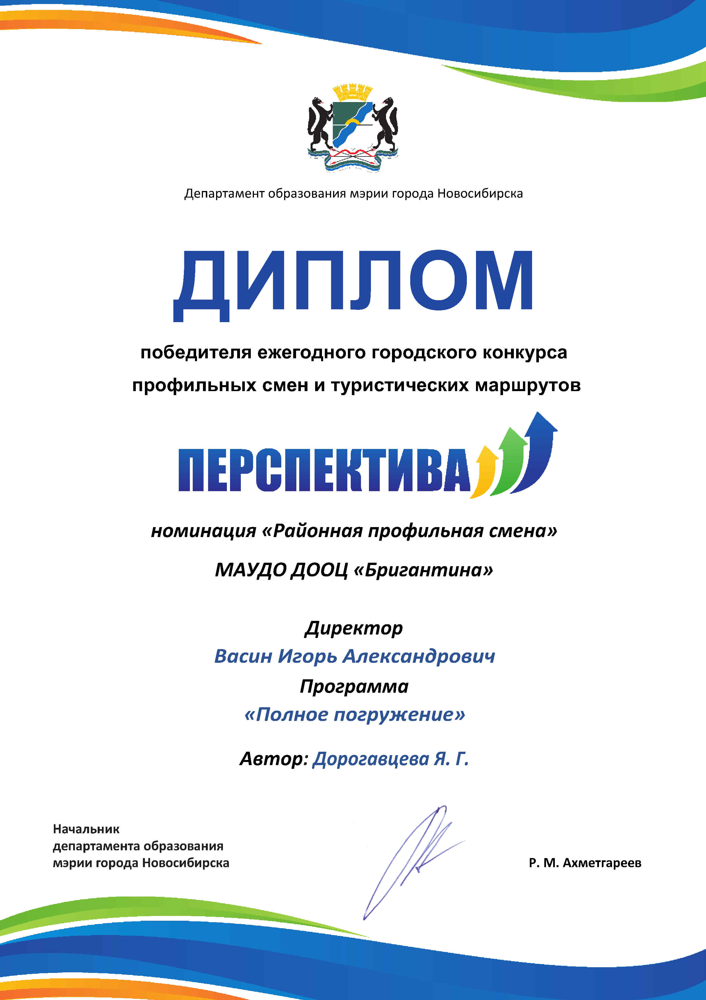 Департамент образования мэрии города Новосибирска
ДИПЛОМ
победителя ежегодного городского конкурса
профильных смен и туристических маршрутов
ПЕРСПЕКТИВА
номинация «Районная профильная смена»
МАУДО ДООЦ «Бригантина»
Директор
Васин Игорь Александрович
Программа
«Полное погружение»
Автор: Дорогавцева Я. Г.
Начальник
департамента образования
мэрии города Новосибирска
Р. М. Ахметгареев